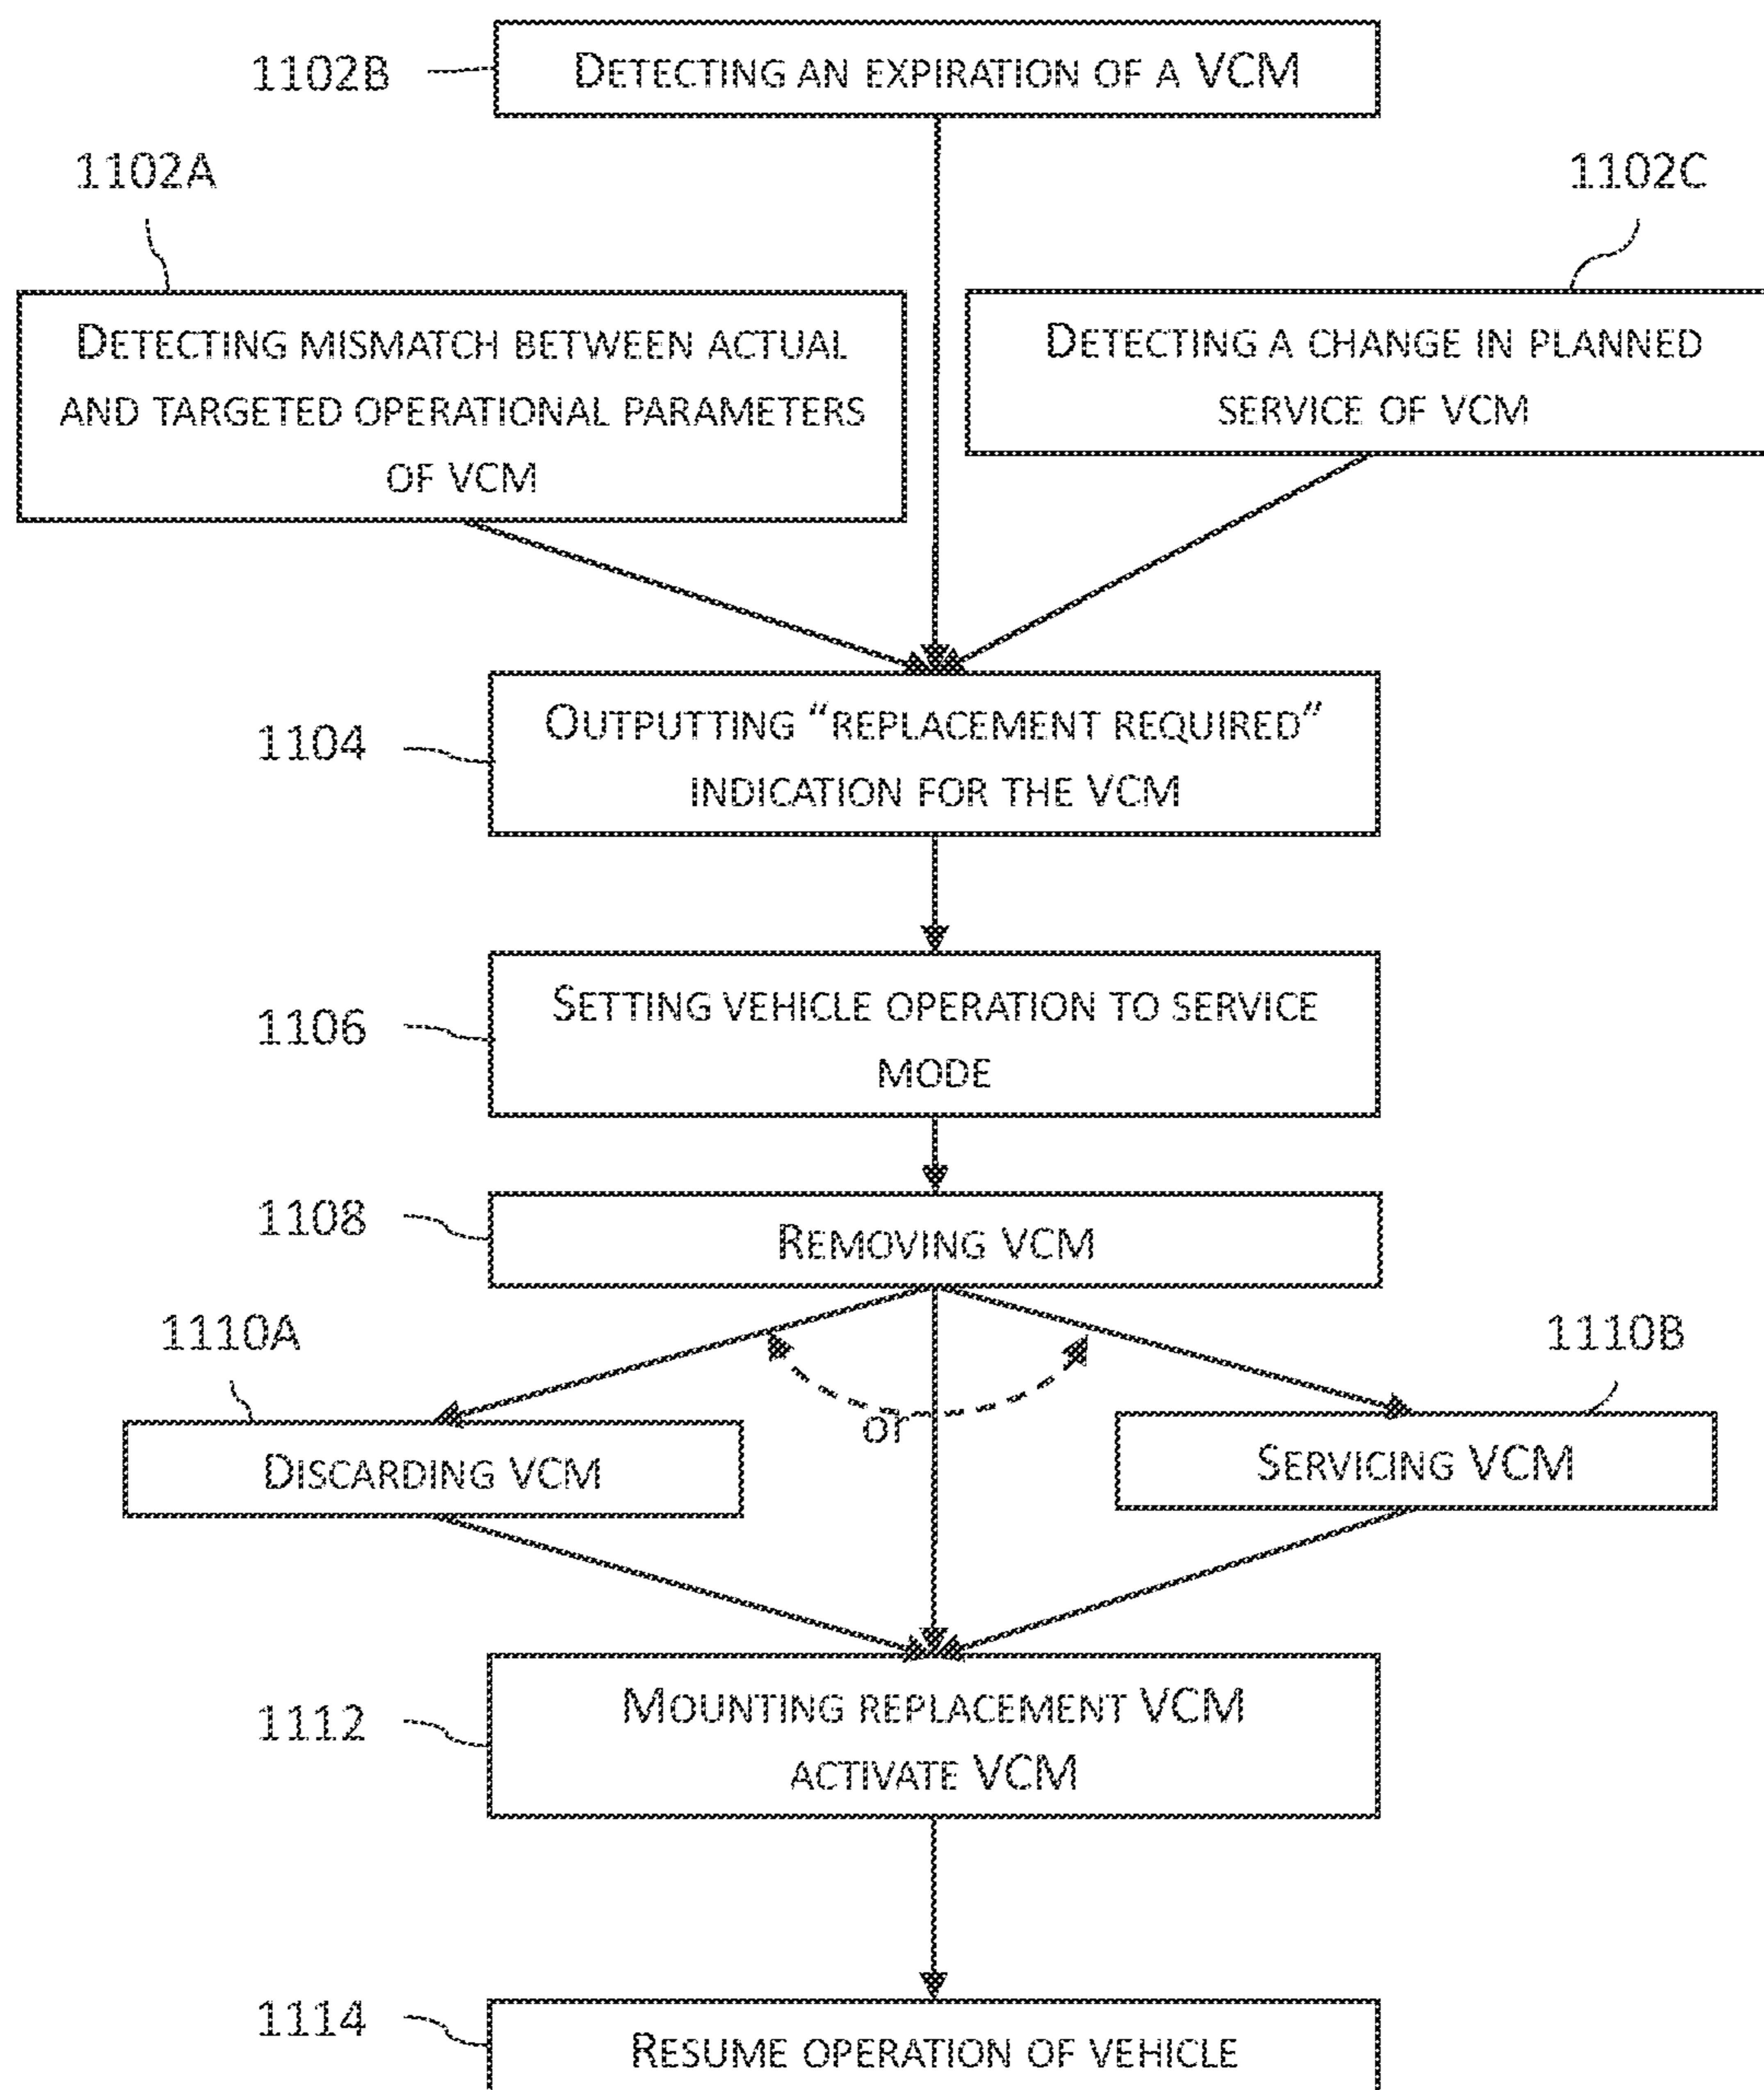 1102B
DETECTING AN EXPIRATION OF A VCM
1102A
1102C
DETECTING MISMATCH BETWEEN ACTUAL
AND TARGETED OPERATIONAL PARAMETERS
OF VCM
DETECTING A CHANGE IN PLANNED
SERVICE OF VCM
1104
OUTPUTTING “REPLACEMENT REQUIRED”
INDICATION FOR THE VCM
1106
SETTING VEHICLE OPERATION TO SERVICE
MODE
1108
REMOVING VCM
1110A
1110B
or
DISCARDING VCM
SERVICING VCM
1112
MOUNTING REPLACEMENT VCM
ACTIVATE VCM
1114
RESUME OPERATION OF VEHICLE